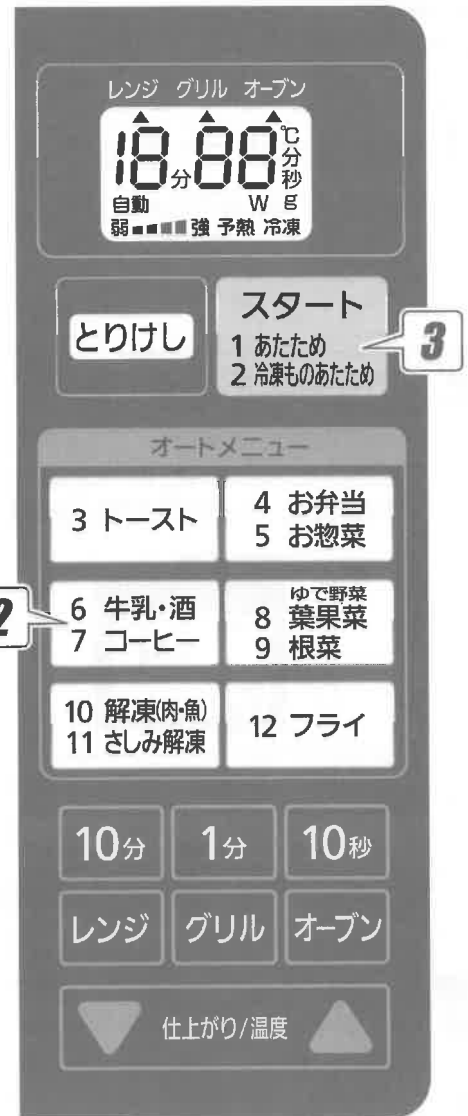 レンジ グリル オーブン
18分88℃分秒
自動 W g
弱 強 予熱 冷凍
とりけし
スタート
1 あたため
2 冷凍ものあたため
3
オートメニュー
3 トースト
4 お弁当
5 お惣菜
2
6 牛乳・酒
7 コーヒー
ゆで野菜
8 葉果菜
9 根菜
10 解凍(肉・魚)
11 さしみ解凍
12 フライ
10分 1分 10秒
レンジ グリル オーブン
仕上がり/温度